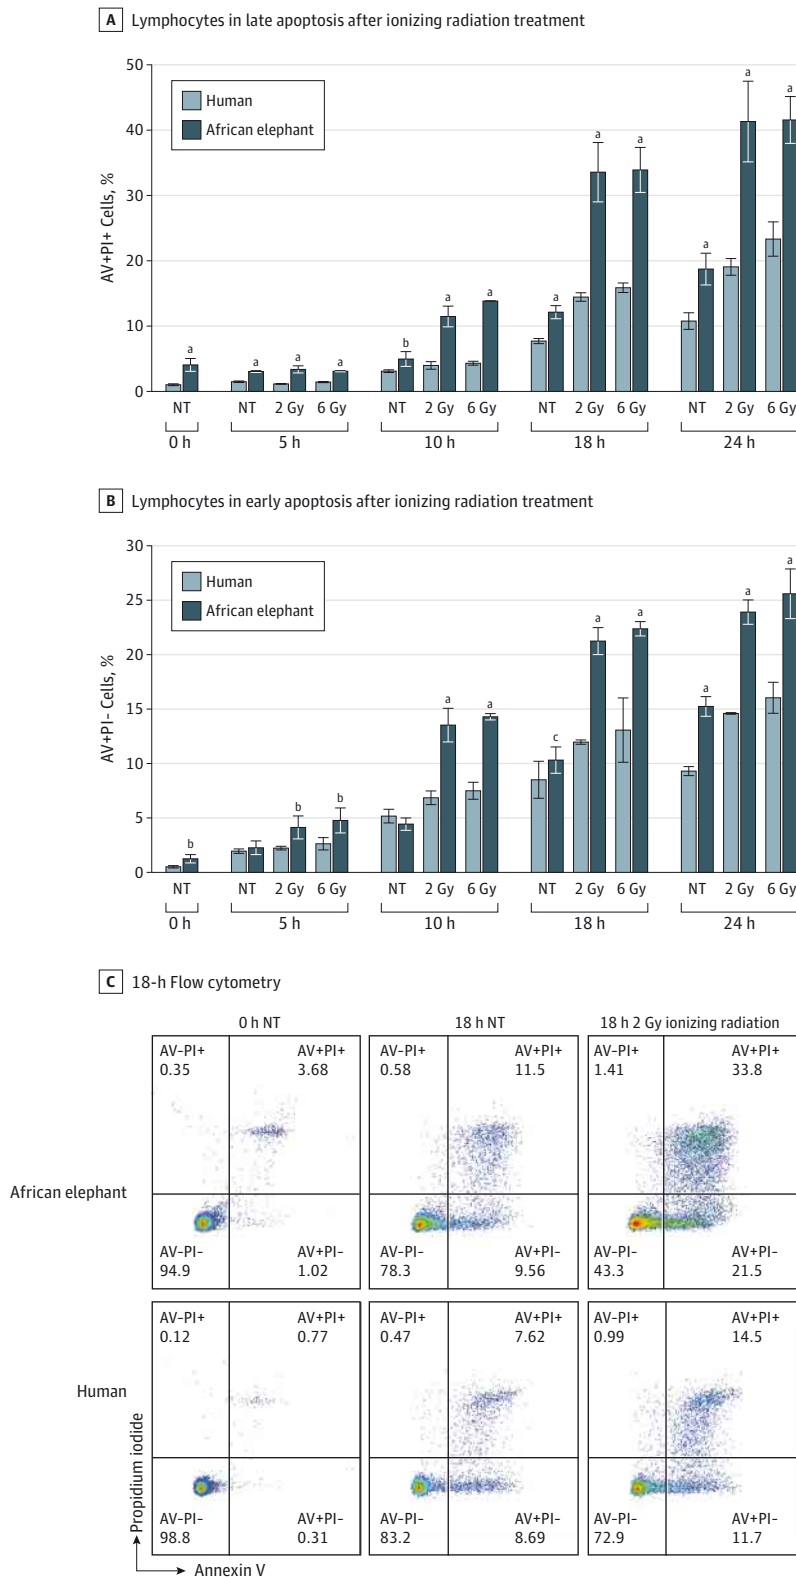 A Lymphocytes in late apoptosis after ionizing radiation treatment
50
40
30
20
10
0
AV+PI+ Cells, %
Human
African elephant
a
a
a
a
a
a
b
a
a
a
a
a
a
a
a
NT
NT
2 Gy
6 Gy
NT
2 Gy
6 Gy
NT
2 Gy
6 Gy
NT
2 Gy
6 Gy
0 h
5 h
10 h
18 h
24 h
B Lymphocytes in early apoptosis after ionizing radiation treatment
30
25
20
15
10
5
0
AV+PI- Cells, %
Human
African elephant
a
a
a
a
a
a
a
c
b
b
b
NT
NT
2 Gy
6 Gy
NT
2 Gy
6 Gy
NT
2 Gy
6 Gy
NT
2 Gy
6 Gy
0 h
5 h
10 h
18 h
24 h
C 18-h Flow cytometry
0 h NT
18 h NT
18 h 2 Gy ionizing radiation
African elephant
AV-PI+
0.35
AV+PI+
3.68
AV-PI-
94.9
AV+PI-
1.02
AV-PI+
0.58
AV+PI+
11.5
AV-PI-
78.3
AV+PI-
9.56
AV-PI+
1.41
AV+PI+
33.8
AV-PI-
43.3
AV+PI-
21.5
Human
AV-PI+
0.12
AV+PI+
0.77
AV-PI-
98.8
AV+PI-
0.31
AV-PI+
0.47
AV+PI+
7.62
AV-PI-
83.2
AV+PI-
8.69
AV-PI+
0.99
AV+PI+
14.5
AV-PI-
72.9
AV+PI-
11.7
Propidium iodide
Annexin V